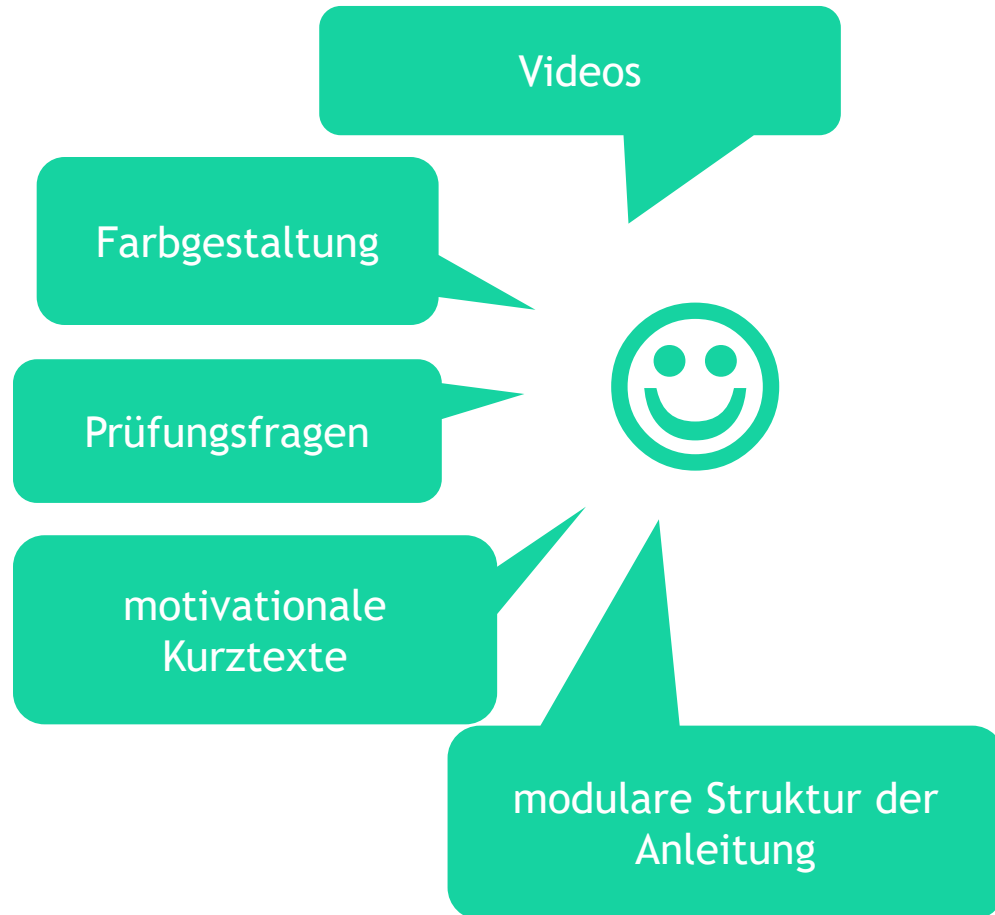 Videos
Farbgestaltung
Prüfungsfragen
motivationale
Kurztexte
modulare Struktur der
Anleitung